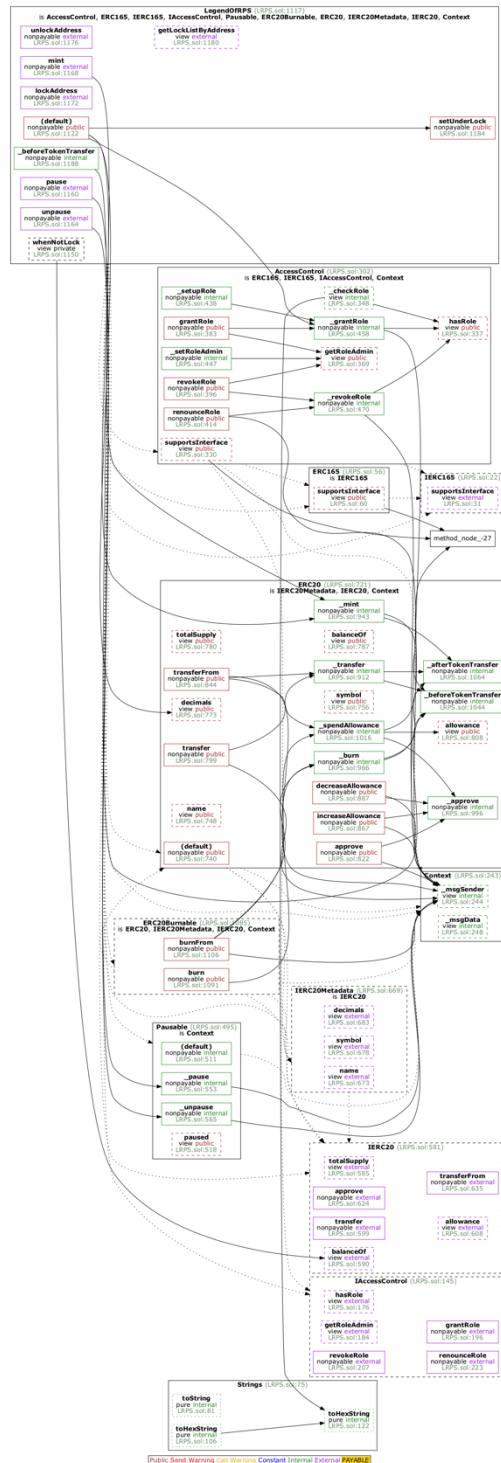 LegendOfRPS (LRPS.sol:1117)
is AccessControl, ERC165, IERC165, IAccessControl, Pausable, ERC20Burnable, ERC20, IERC20Metadata, IERC20, Context
unlockAddress
nonpayable external
LRPS.sol:1176
getLockListByAddress
view external
LRPS.sol:1180
mint
nonpayable external
LRPS.sol:1168
lockAddress
nonpayable external
LRPS.sol:1172
(default)
nonpayable public
LRPS.sol:1122
setUnderLock
nonpayable public
LRPS.sol:1184
_beforeTokenTransfer
nonpayable internal
LRPS.sol:1188
pause
nonpayable external
LRPS.sol:1160
unpause
nonpayable external
LRPS.sol:1164
whenNotLock
view private
LRPS.sol:1150
AccessControl (LRPS.sol:302)
is ERC165, IERC165, IAccessControl, Context
_setupRole
nonpayable internal
LRPS.sol:438
_checkRole
view internal
LRPS.sol:348
grantRole
nonpayable public
LRPS.sol:383
_grantRole
nonpayable internal
LRPS.sol:458
hasRole
view public
LRPS.sol:337
_setRoleAdmin
nonpayable internal
LRPS.sol:447
getRoleAdmin
view public
LRPS.sol:369
revokeRole
nonpayable public
LRPS.sol:396
_revokeRole
nonpayable internal
LRPS.sol:470
renounceRole
nonpayable public
LRPS.sol:414
supportsInterface
view public
LRPS.sol:330
ERC165 (LRPS.sol:56)
is IERC165
supportsInterface
view public
LRPS.sol:60
IERC165 (LRPS.sol:22)
supportsInterface
view external
LRPS.sol:31
method_node_-27
ERC20 (LRPS.sol:721)
is IERC20Metadata, IERC20, Context
_mint
nonpayable internal
LRPS.sol:943
totalSupply
view public
LRPS.sol:780
balanceOf
view public
LRPS.sol:787
transferFrom
nonpayable public
LRPS.sol:844
_transfer
nonpayable internal
LRPS.sol:912
_afterTokenTransfer
nonpayable internal
LRPS.sol:1064
decimals
view public
LRPS.sol:773
symbol
view public
LRPS.sol:756
_beforeTokenTransfer
nonpayable internal
LRPS.sol:1044
_spendAllowance
nonpayable internal
LRPS.sol:1016
allowance
view public
LRPS.sol:808
transfer
nonpayable public
LRPS.sol:799
_burn
nonpayable internal
LRPS.sol:966
decreaseAllowance
nonpayable public
LRPS.sol:887
_approve
nonpayable internal
LRPS.sol:996
name
view public
LRPS.sol:748
increaseAllowance
nonpayable public
LRPS.sol:867
(default)
nonpayable public
LRPS.sol:740
approve
nonpayable public
LRPS.sol:822
Context (LRPS.sol:243)
_msgSender
view internal
LRPS.sol:244
_msgData
view internal
LRPS.sol:248
ERC20Burnable
is ERC20, IERC20Metadata, IERC20, Context
burnFrom
nonpayable public
LRPS.sol:1106
burn
nonpayable public
LRPS.sol:1091
IERC20Metadata (LRPS.sol:669)
is IERC20
decimals
view external
LRPS.sol:683
symbol
view external
LRPS.sol:678
name
view external
LRPS.sol:673
Pausable (LRPS.sol:495)
is Context
(default)
nonpayable internal
LRPS.sol:511
_pause
nonpayable internal
LRPS.sol:553
_unpause
nonpayable internal
LRPS.sol:565
paused
view public
LRPS.sol:518
IERC20 (LRPS.sol:581)
totalSupply
view external
LRPS.sol:585
transferFrom
nonpayable external
LRPS.sol:635
approve
nonpayable external
LRPS.sol:624
transfer
nonpayable external
LRPS.sol:599
allowance
view external
LRPS.sol:608
balanceOf
view external
LRPS.sol:590
IAccessControl (LRPS.sol:145)
hasRole
view external
LRPS.sol:176
getRoleAdmin
view external
LRPS.sol:184
grantRole
nonpayable external
LRPS.sol:196
revokeRole
nonpayable external
LRPS.sol:207
renounceRole
nonpayable external
LRPS.sol:223
Strings (LRPS.sol:75)
toString
pure internal
LRPS.sol:81
toHexString
pure internal
LRPS.sol:106
toHexString
pure internal
LRPS.sol:122
Public Send Warning Call Warning Constant Internal External PAYABLE